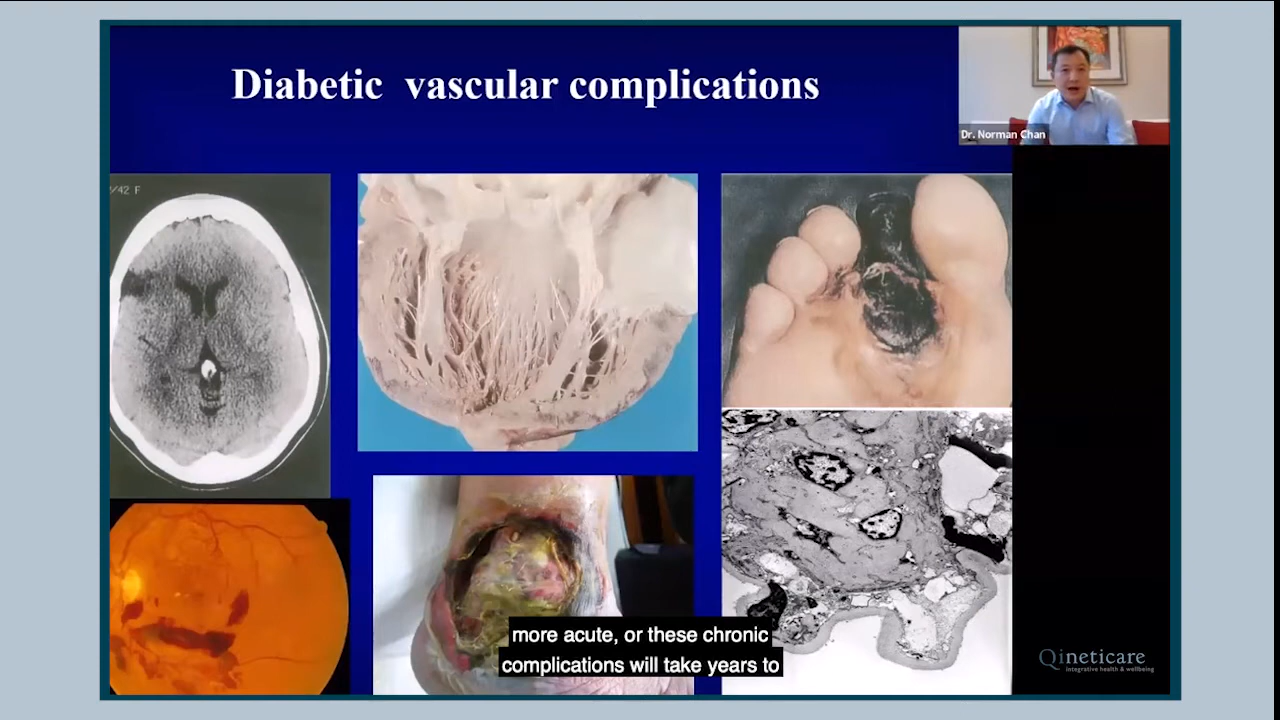 Diabetic vascular complications
Dr. Norman Chan
/42 F
more acute, or these chronic
complications will take years to
Qineticare
integrative health & wellbeing